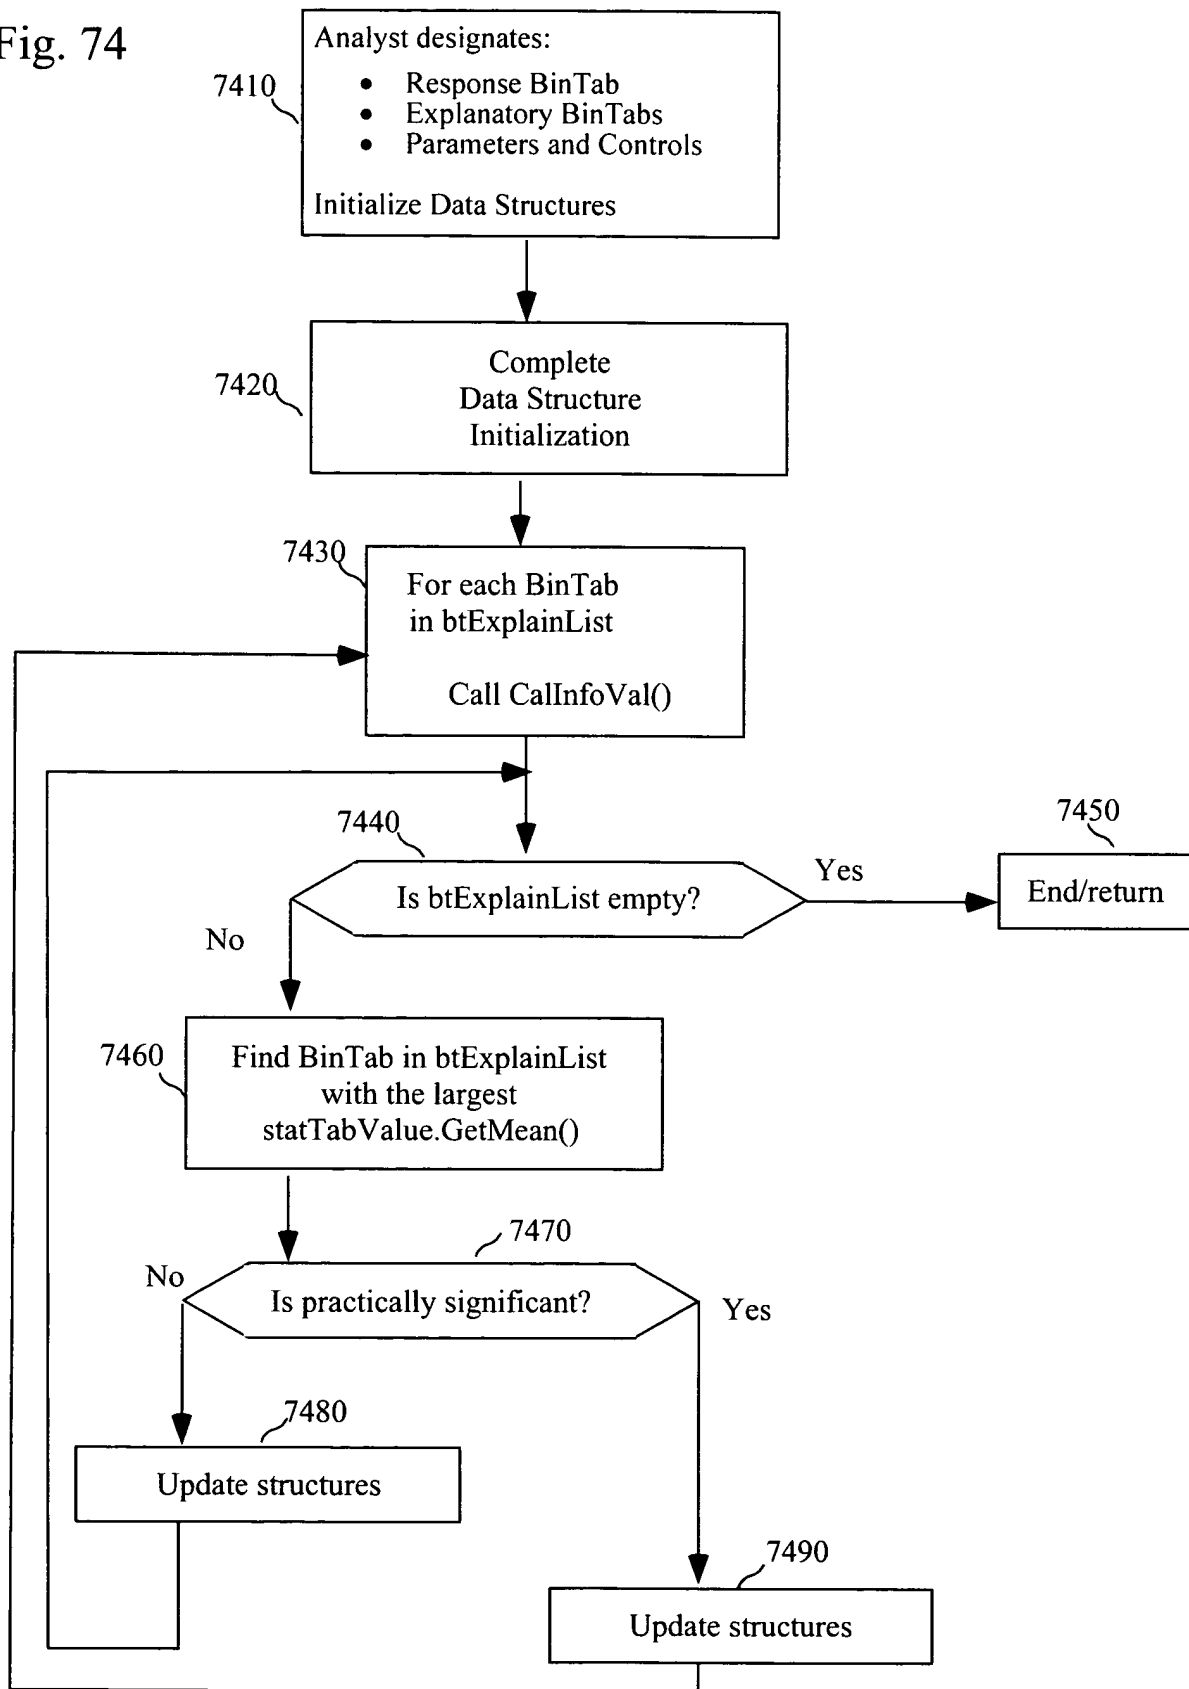 Fig. 74
Analyst designates:
7410
• Response BinTab
• Explanatory BinTabs
• Parameters and Controls
Initialize Data Structures
7420
Complete
Data Structure
Initialization
7430
For each BinTab
in btExplainList
Call CalInfoVal()
7440
Is btExplainList empty?
Yes
7450
End/return
No
7460
Find BinTab in btExplainList
with the largest
statTabValue.GetMean()
7470
No
Is practically significant?
Yes
7480
Update structures
7490
Update structures